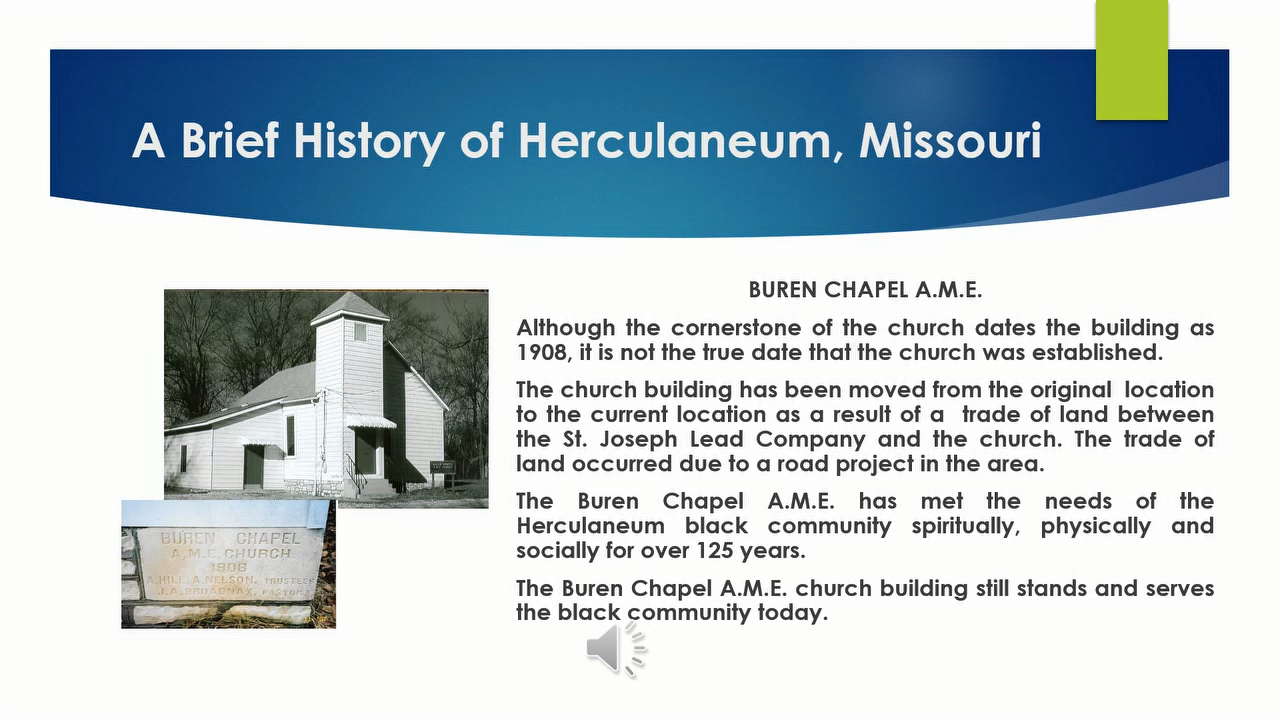 A Brief History of Herculaneum, Missouri
BUREN CHAPEL A.M.E.
Although the cornerstone of the church dates the building as
1908, it is not the true date that the church was established.
The church building has been moved from the original location
to the current location as a result of a trade of land between
the St. Joseph Lead Company and the church. The trade of
land occurred due to a road project in the area.
The Buren Chapel A.M.E. has met the needs of the
Herculaneum black community spiritually, physically and
socially for over 125 years.
The Buren Chapel A.M.E. church building still stands and serves
the black community today.
BUREN CHAPEL
A.M.E. CHURCH
1908
A. HILL. A. NELSON. TRUSTEES
J.A. BROADNAX. PASTOR